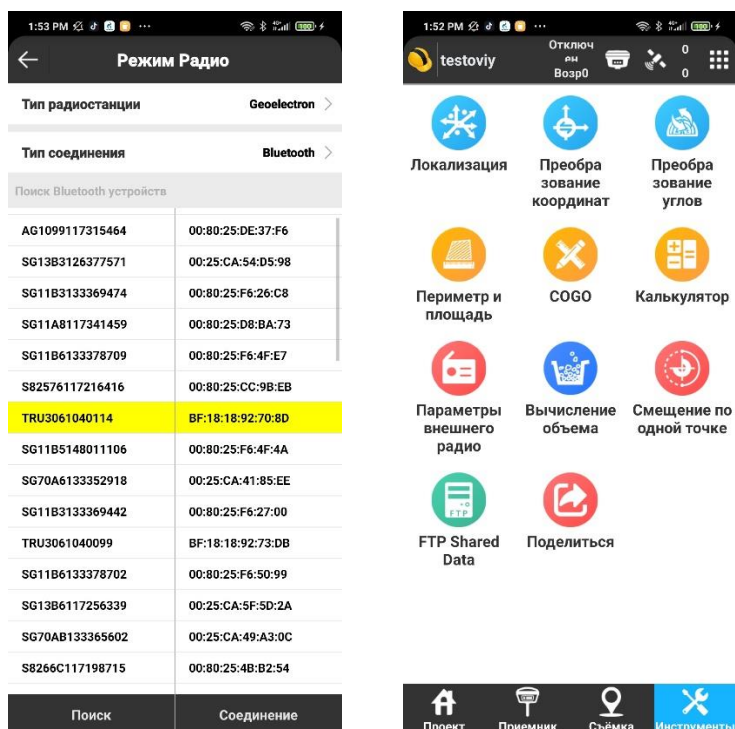 1:53 PM
Режим Радио
Тип радиостанции Geoelectron
Тип соединения Bluetooth
Поиск Bluetooth устройств
AG1099117315464 00:80:25:DE:37:F6
SG13B3126377571 00:25:CA:54:D5:98
SG11B3133369474 00:80:25:F6:26:C8
SG11A8117341459 00:80:25:D8:BA:73
SG11B6133378709 00:80:25:F6:4F:E7
S82576117216416 00:80:25:CC:9B:EB
TRU3061040114 BF:18:18:92:70:8D
SG11B5148011106 00:80:25:F6:4F:4A
SG70A6133352918 00:25:CA:41:85:EE
SG11B3133369442 00:80:25:F6:27:00
TRU3061040099 BF:18:18:92:73:DB
SG11B6133378702 00:80:25:F6:50:99
SG13B6117256339 00:25:CA:5F:5D:2A
SG70AB133365602 00:25:CA:49:A3:0C
S8266C117198715 00:80:25:4B:B2:54
Поиск Соединение
1:52 PM
testoviy
Отключ
ен
Возр0
0
0
Локализация
Преобра
зование
координат
Преобра
зование
углов
Периметр и
площадь
COGO
Калькулятор
Параметры
внешнего
радио
Вычисление
объема
Смещение по
одной точке
FTP
FTP Shared
Data
Поделиться
Проект Приемник Съёмка Инструменты